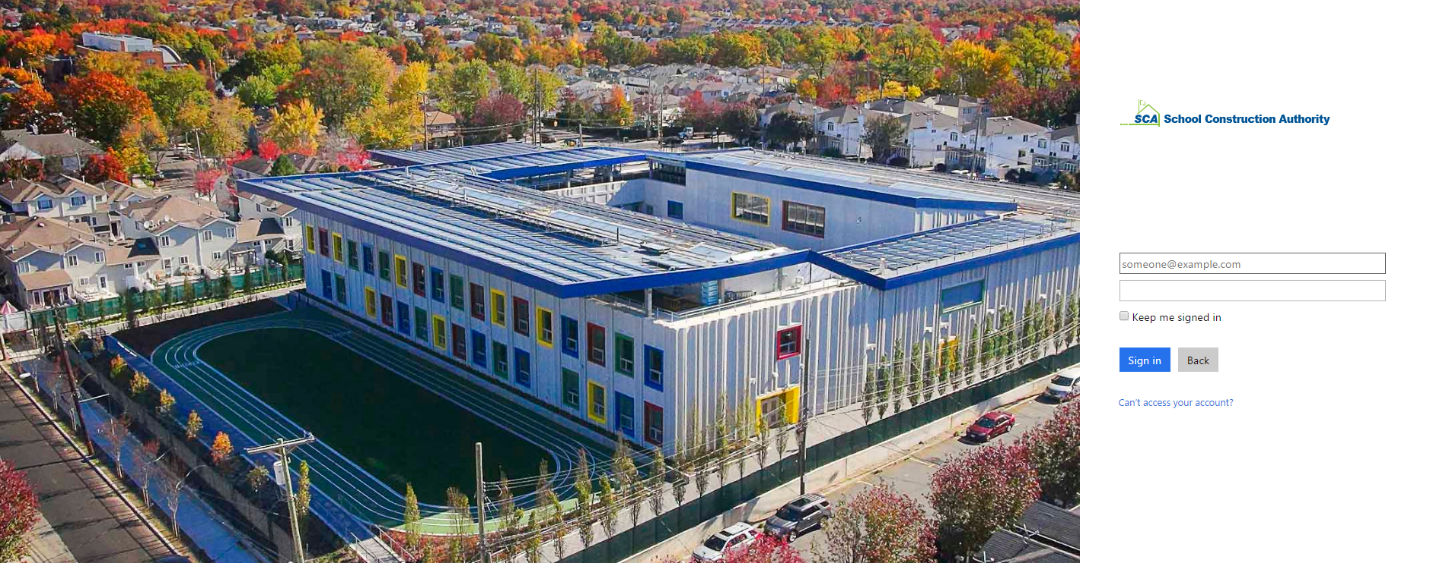 SCA School Construction Authority
someone@example.com
Keep me signed in
Sign in Back
Can't access your account?